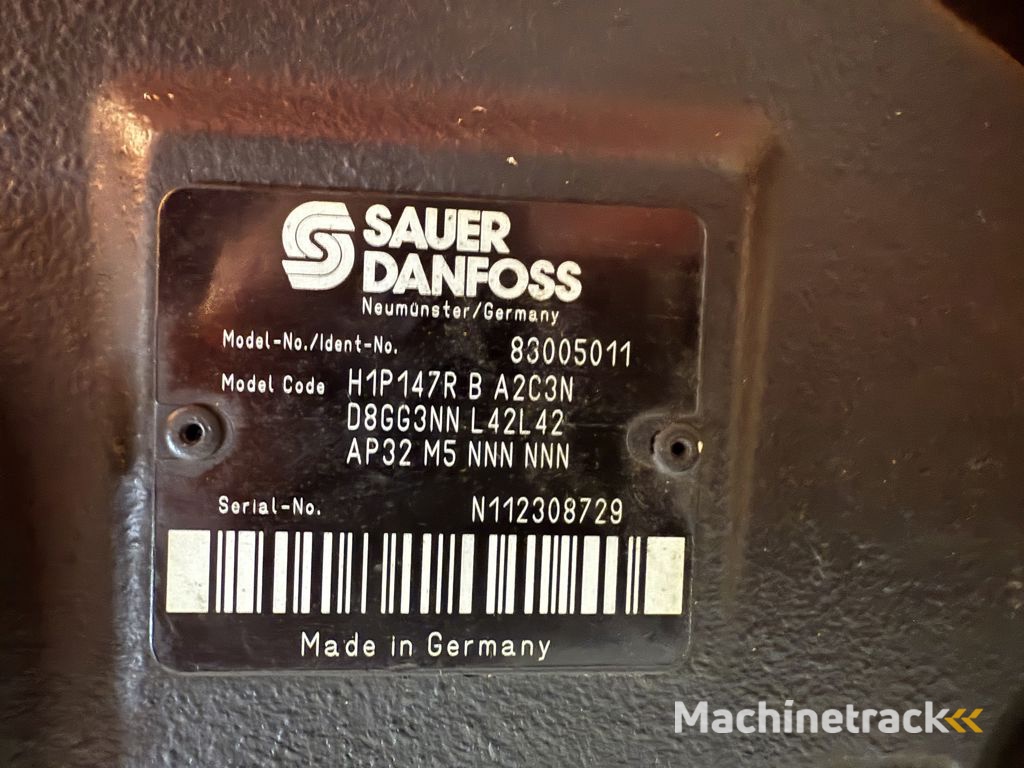 SAUER
DANFOSS
Neumünster/Germany
Model-No./Ident-No. 83005011
Model Code H1P147R B A2C3N
D8GG3NN L42L42
AP32 M5 NNN NNN
Serial-No. N112308729
Made in Germany
Machinetrack